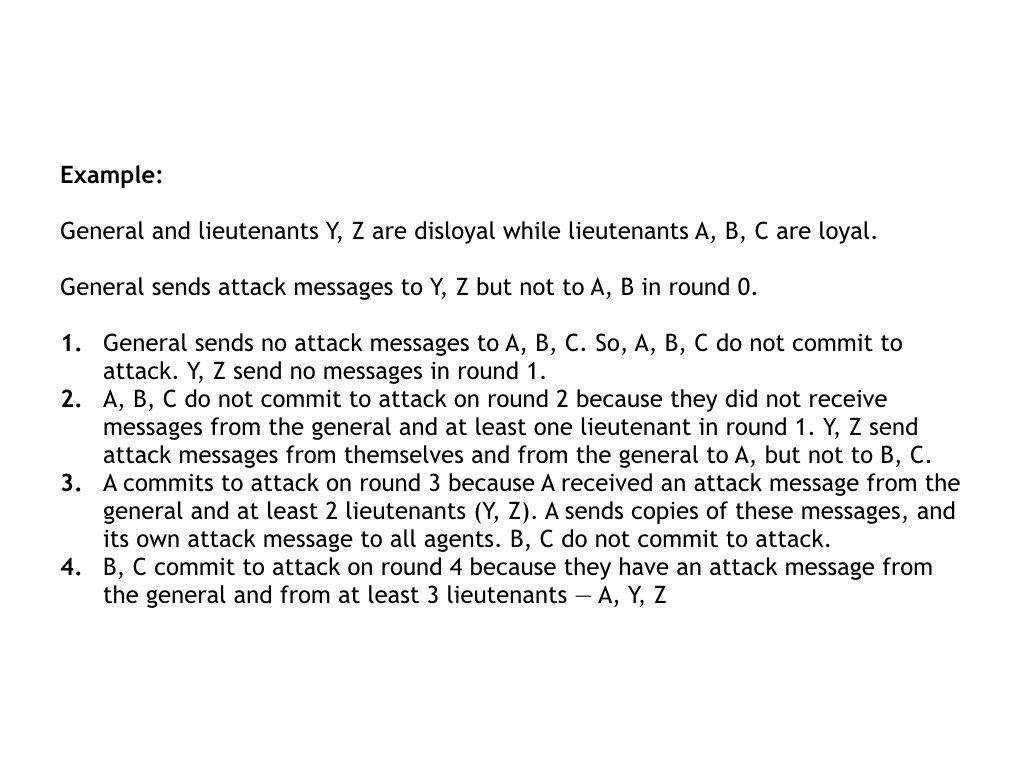 Example:
General and lieutenants Y, Z are disloyal while lieutenants A, B, C are loyal.
General sends attack messages to Y, Z but not to A, B in round 0.
1. General sends no attack messages to A, B, C. So, A, B, C do not commit to
attack. Y, Z send no messages in round 1.
2. A, B, C do not commit to attack on round 2 because they did not receive
messages from the general and at least one lieutenant in round 1. Y, Z send
attack messages from themselves and from the general to A, but not to B, C.
3. A commits to attack on round 3 because A received an attack message from the
general and at least 2 lieutenants (Y, Z). A sends copies of these messages, and
its own attack message to all agents. B, C do not commit to attack.
4. B, C commit to attack on round 4 because they have an attack message from
the general and from at least 3 lieutenants — A, Y, Z